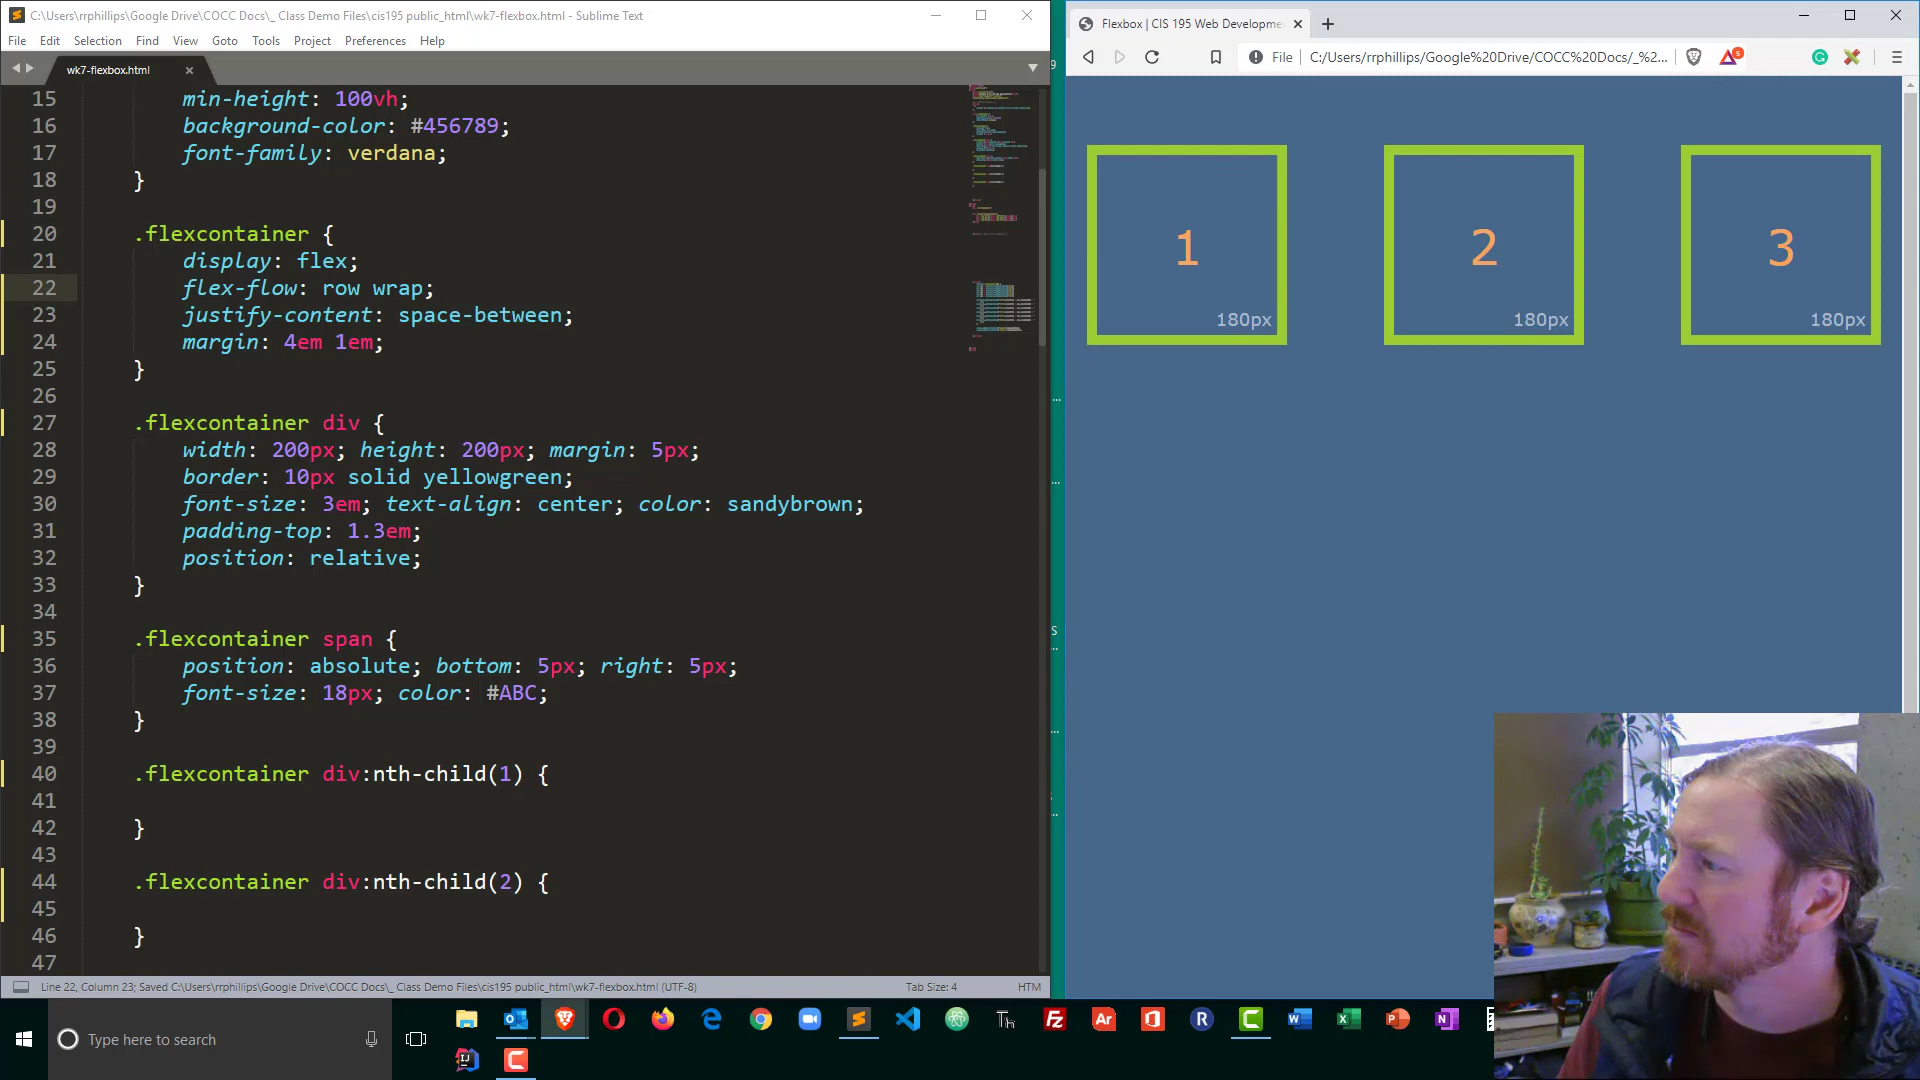 C:\Users\rrphillips\Google Drive\COCC Docs\_ Class Demo Files\cis195 public_html\wk7-flexbox.html - Sublime Text
File Edit Selection Find View Goto Tools Project Preferences Help
wk7-flexbox.html
15 min-height: 100vh;
16 background-color: #456789;
17 font-family: verdana;
18 }
19
20 .flexcontainer {
21 display: flex;
22 flex-flow: row wrap;
23 justify-content: space-between;
24 margin: 4em 1em;
25 }
26
27 .flexcontainer div {
28 width: 200px; height: 200px; margin: 5px;
29 border: 10px solid yellowgreen;
30 font-size: 3em; text-align: center; color: sandybrown;
31 padding-top: 1.3em;
32 position: relative;
33 }
34
35 .flexcontainer span {
36 position: absolute; bottom: 5px; right: 5px;
37 font-size: 18px; color: #ABC;
38 }
39
40 .flexcontainer div:nth-child(1) {
41
42 }
43
44 .flexcontainer div:nth-child(2) {
45
46 }
47
Line 22, Column 23; Saved C:\Users\rrphillips\Google Drive\COCC Docs\_ Class Demo Files\cis195 public_html\wk7-flexbox.html (UTF-8)
Tab Size: 4
HTM
Flexbox | CIS 195 Web Developme
File C:/Users/rrphillips/Google%20Drive/COCC%20Docs/_%2...
5
1 2 3
180px 180px 180px
Type here to search